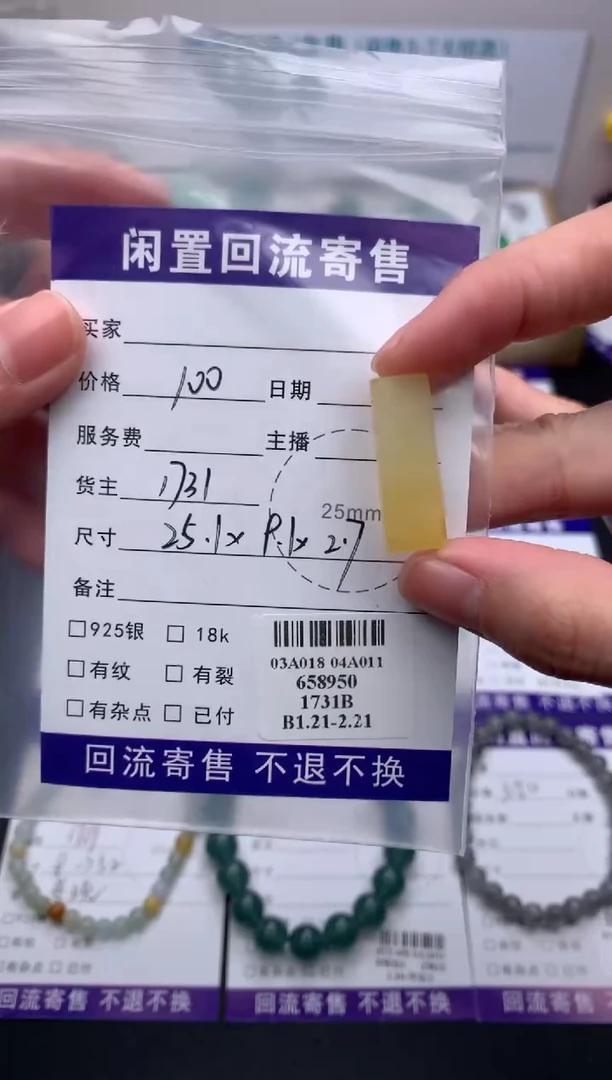 闲置回流寄售
买家
价格 100 日期
服务费 主播
货主 1731
25mm
尺寸 25.1x 8.1x 2.7
备注
925银 18k
有纹 有裂
有杂点 已付
03A018 04A011
658950
1731B
B1.21-2.21
回流寄售 不退不换
回流寄售 不退不换
回流寄售 不退不换
回流寄售 不退不换